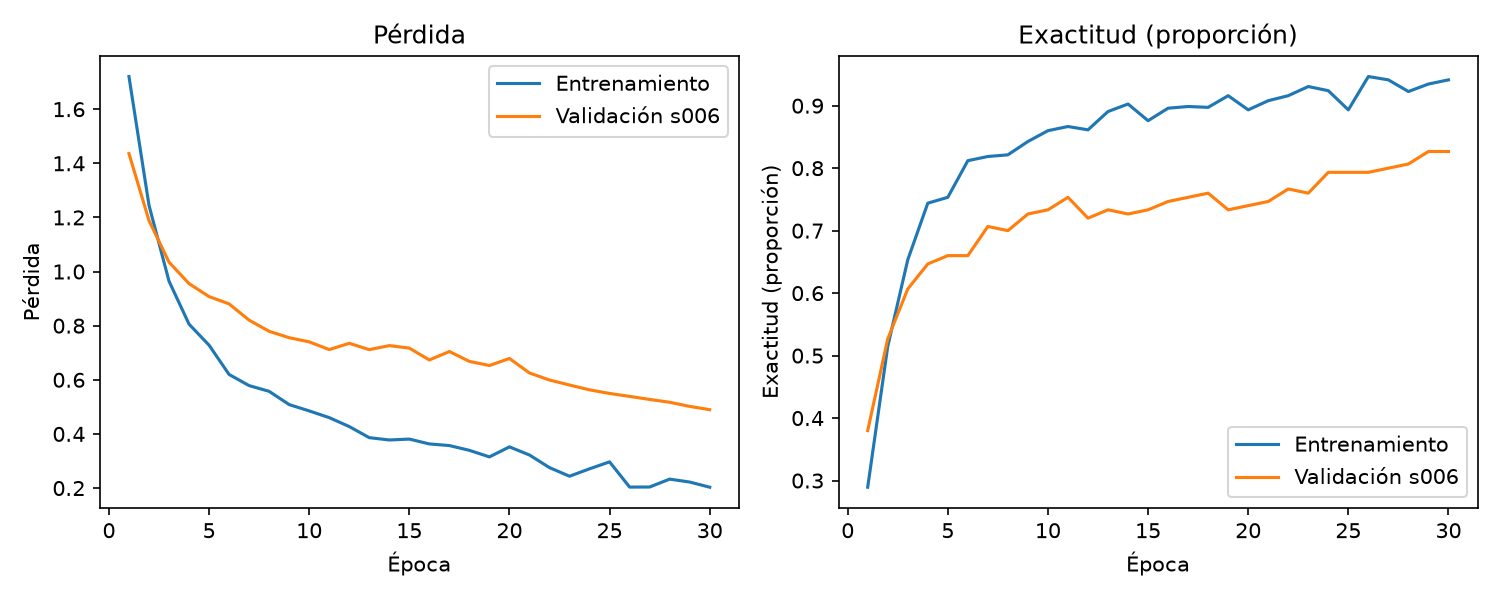 Pérdida
Pérdida
1.6
1.4
1.2
1.0
0.8
0.6
0.4
0.2
0 5 10 15 20 25 30
Época
Entrenamiento
Validación s006
Exactitud (proporción)
Exactitud (proporción)
0.9
0.8
0.7
0.6
0.5
0.4
0.3
0 5 10 15 20 25 30
Época
Entrenamiento
Validación s006